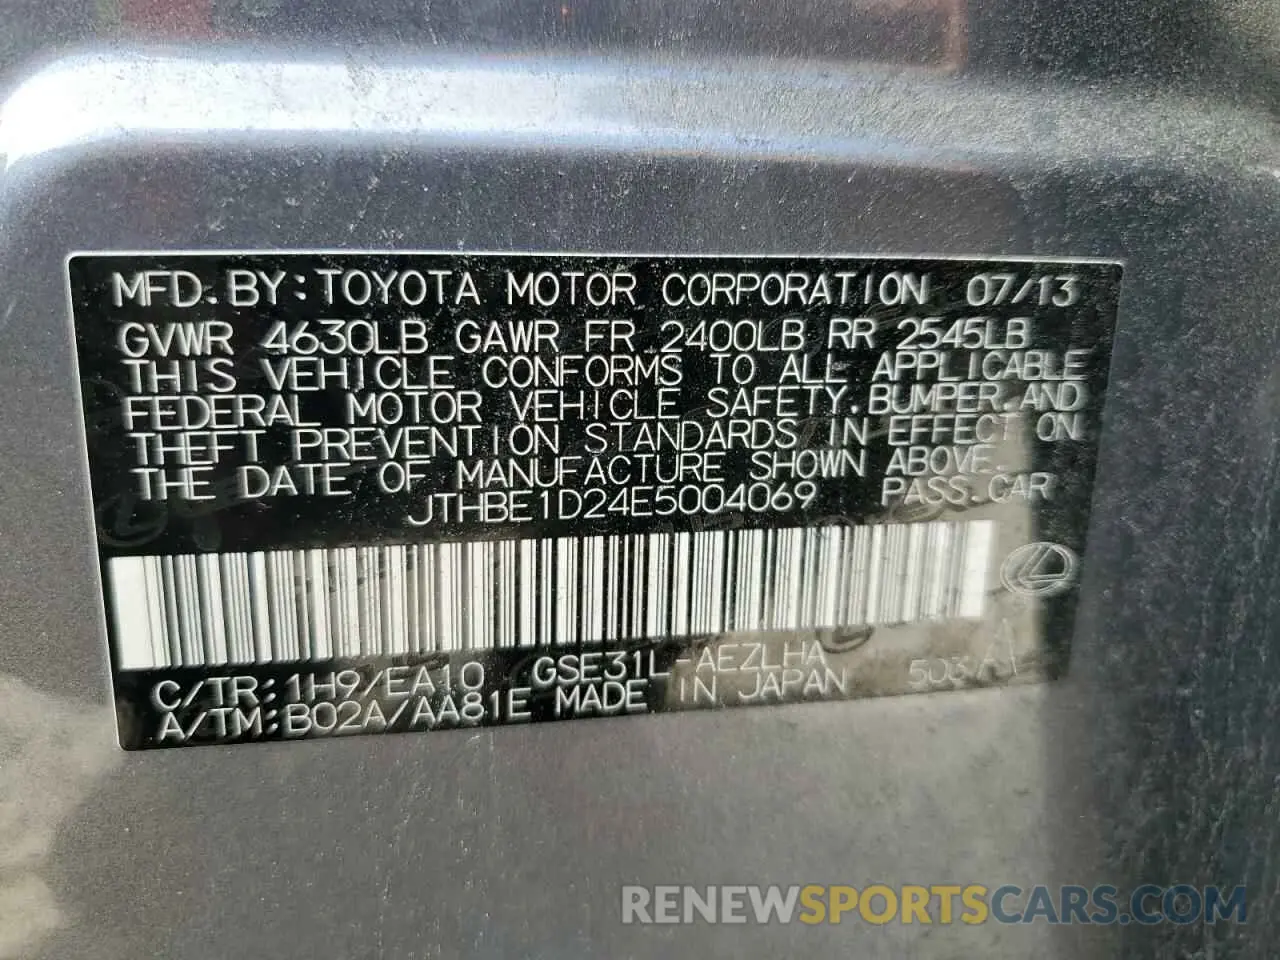 MFD. BY: TOYOTA MOTOR CORPORATION 07/13
GVWR 4630LB GAWR FR 2400LB RR 2545LB
THIS VEHICLE CONFORMS TO ALL APPLICABLE
FEDERAL MOTOR VEHICLE SAFETY, BUMPER, AND
THEFT PREVENTION STANDARDS IN EFFECT ON
THE DATE OF MANUFACTURE SHOWN ABOVE.
JTHBE1D24E5004069 PASS. CAR
C/TR: 1H9/EA10 GSE31L-AEZLHA
A/TM: B02A/AA81E MADE IN JAPAN
RENEWSPORTSCARS.COM